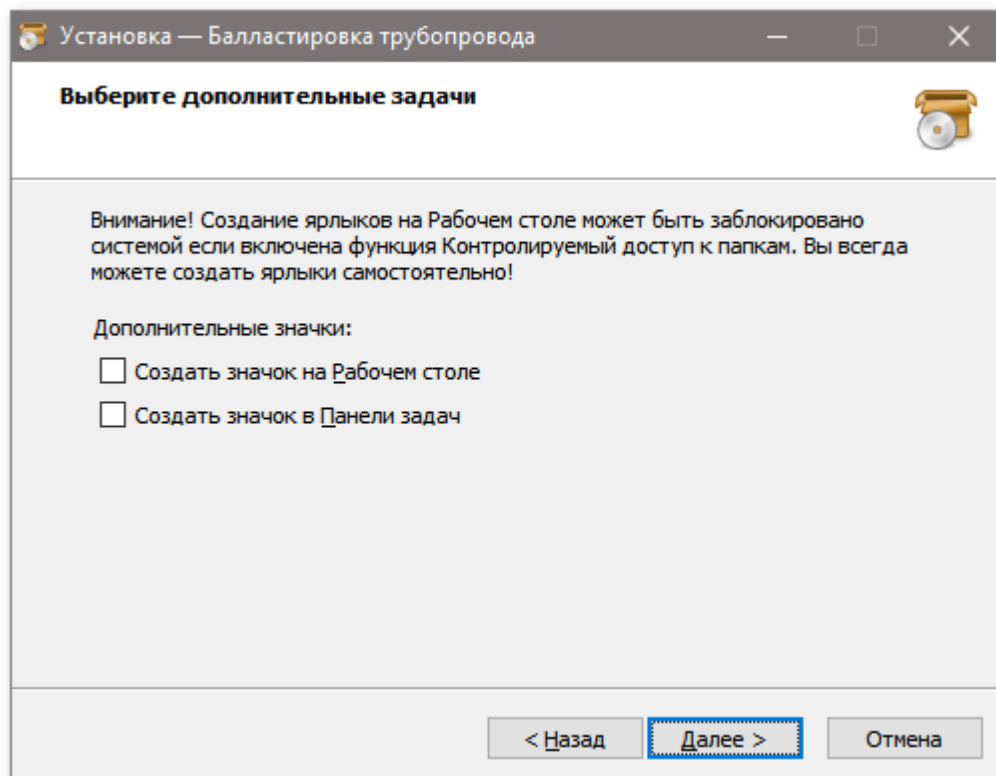 Установка — Балластировка трубопровода
Выберите дополнительные задачи
Внимание! Создание ярлыков на Рабочем столе может быть заблокировано
системой если включена функция Контролируемый доступ к папкам. Вы всегда
можете создать ярлыки самостоятельно!
Дополнительные значки:
Создать значок на Рабочем столе
Создать значок в Панели задач
< Назад
Далее >
Отмена